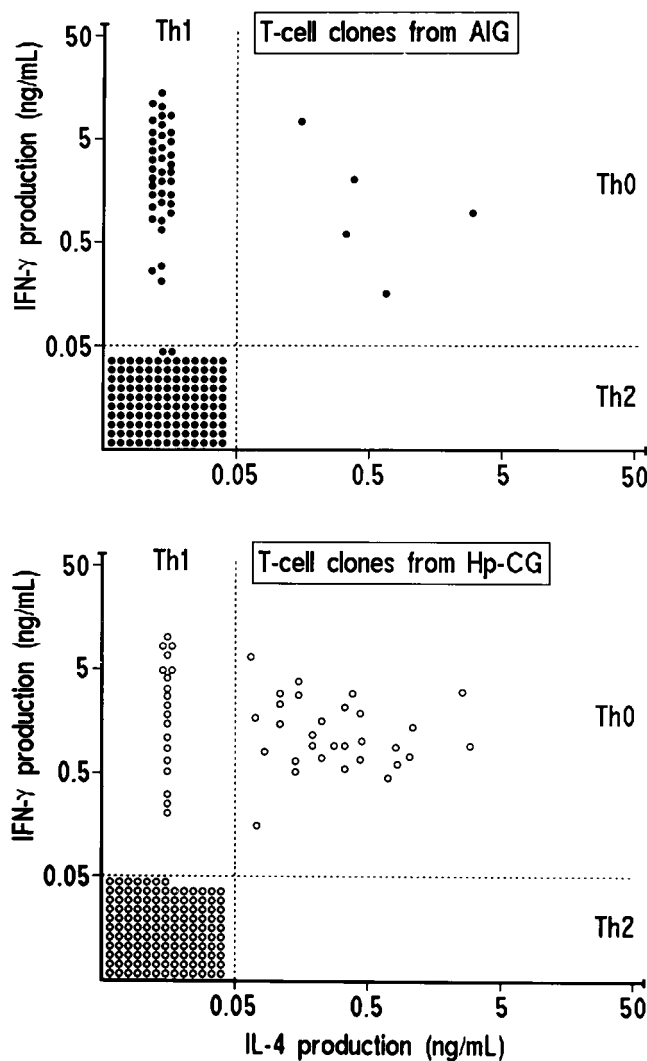 Th1
T-cell clones from AIG
IFN-γ production (ng/mL)
50
5
0.5
0.05
Th0
Th2
0.05 0.5 5 50
Th1
T-cell clones from Hp-CG
IFN-γ production (ng/mL)
50
5
0.5
0.05
Th0
Th2
0.05 0.5 5 50
IL-4 production (ng/mL)